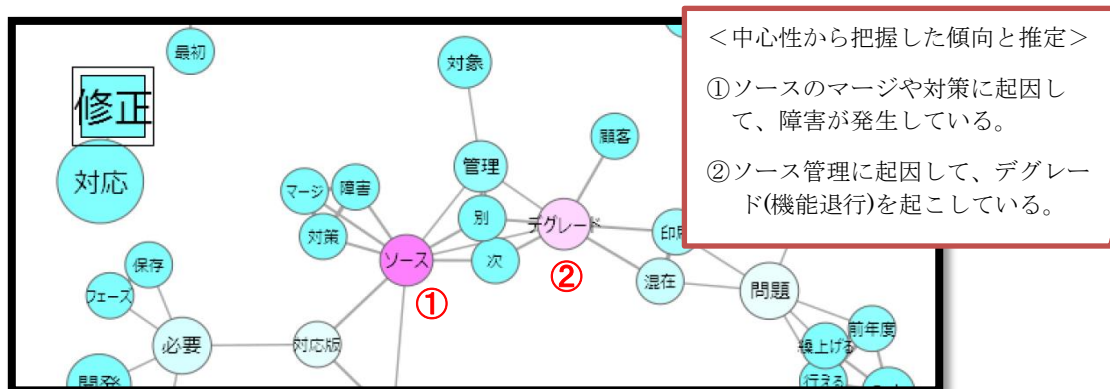 ＜中心性から把握した傾向と推定＞
①ソースのマージや対策に起因し
て、障害が発生している。
②ソース管理に起因して、デグレー
ド(機能退行)を起こしている。
最初
修正
対応
対象
顧客
管理
マージ
障害
別
デグレード
対策
ソース
次
混在
①
②
問題
保存
フェーズ
必要
対応版
前年度
繰上げる
行える
開発